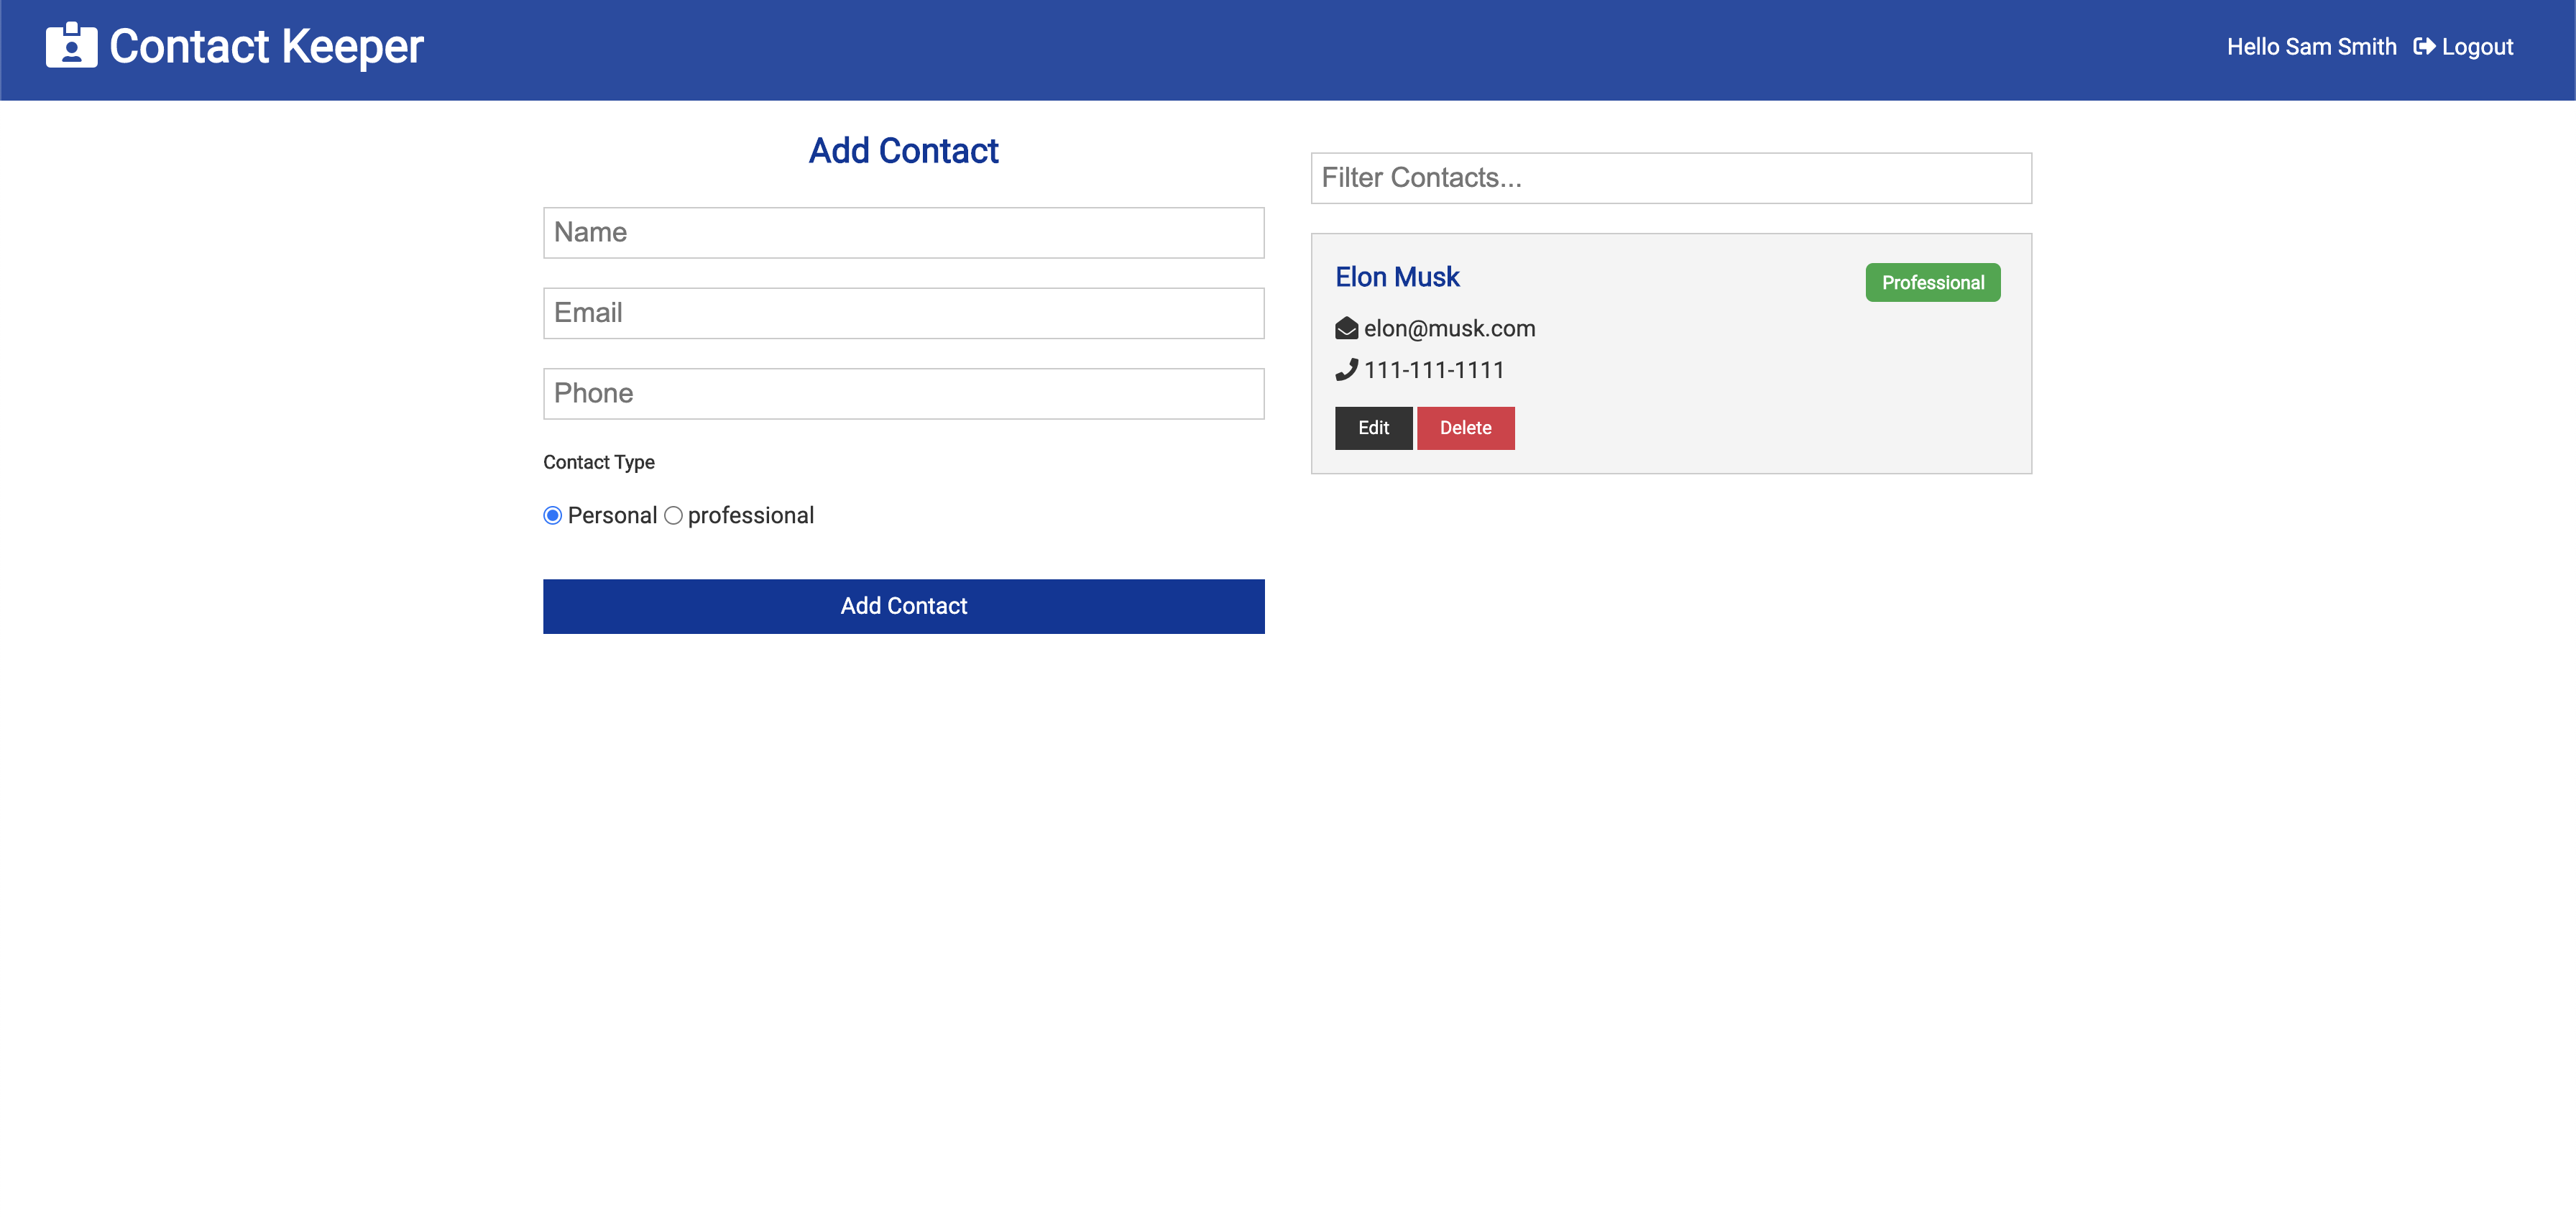 Contact Keeper
Hello Sam Smith Logout
Add Contact
Name
Email
Phone
Contact Type
Personal professional
Add Contact
Filter Contacts...
Elon Musk
Professional
elon@musk.com
111-111-1111
Edit Delete